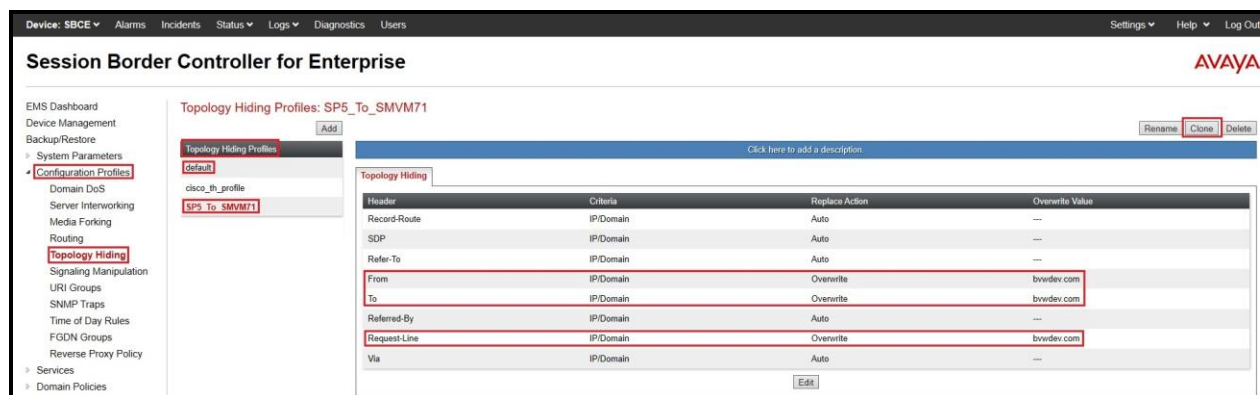 Device: SBCE Alarms Incidents Status Logs Diagnostics Users Settings Help Log Out
Session Border Controller for Enterprise
AVAYA
EMS Dashboard
Device Management
Backup/Restore
System Parameters
Configuration Profiles
Domain DoS
Server Interworking
Media Forking
Routing
Topology Hiding
Signaling Manipulation
URI Groups
SNMP Traps
Time of Day Rules
FGDN Groups
Reverse Proxy Policy
Services
Domain Policies
Topology Hiding Profiles: SP5_To_SMVM71
Add
Rename Clone Delete
Topology Hiding Profiles
default
cisco_th_profile
SP5_To_SMVM71
Click here to add a description.
Topology Hiding
Header Criteria Replace Action Overwrite Value
Record-Route IP/Domain Auto ---
SDP IP/Domain Auto ---
Refer-To IP/Domain Auto ---
From IP/Domain Overwrite bvwdev.com
To IP/Domain Overwrite bvwdev.com
Referred-By IP/Domain Auto ---
Request-Line IP/Domain Overwrite bvwdev.com
Via IP/Domain Auto ---
Edit